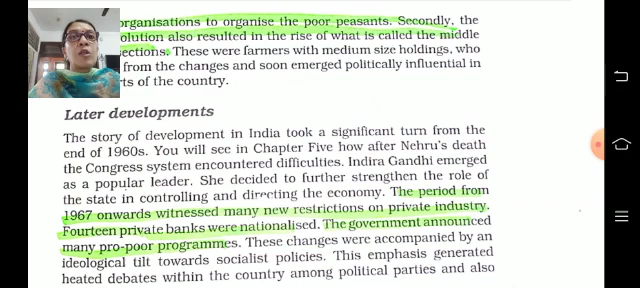 organisations to organise the poor peasants. Secondly, the
olution also resulted in the rise of what is called the middle
ections. These were farmers with medium size holdings, who
from the changes and soon emerged politically influential in
ts of the country.
Later developments
The story of development in India took a significant turn from the
end of 1960s. You will see in Chapter Five how after Nehru's death
the Congress system encountered difficulties. Indira Gandhi emerged
as a popular leader. She decided to further strengthen the role of
the state in controlling and directing the economy. The period from
1967 onwards witnessed many new restrictions on private industry.
Fourteen private banks were nationalised. The government announced
many pro-poor programmes. These changes were accompanied by an
ideological tilt towards socialist policies. This emphasis generated
heated debates within the country among political parties and also